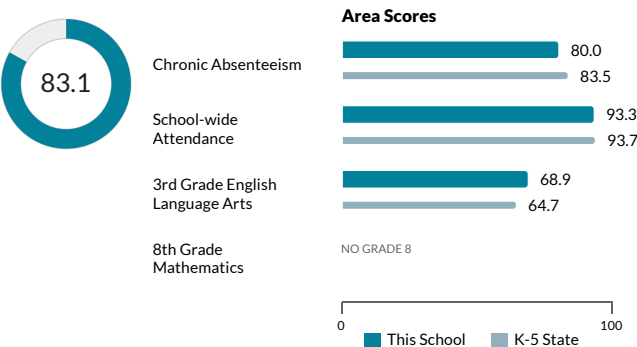 Area Scores
83.1
Chronic Absenteeism
80.0
83.5
School-wide
Attendance
93.3
93.7
3rd Grade English
Language Arts
68.9
64.7
8th Grade
Mathematics
NO GRADE 8
0
100
This School
K-5 State